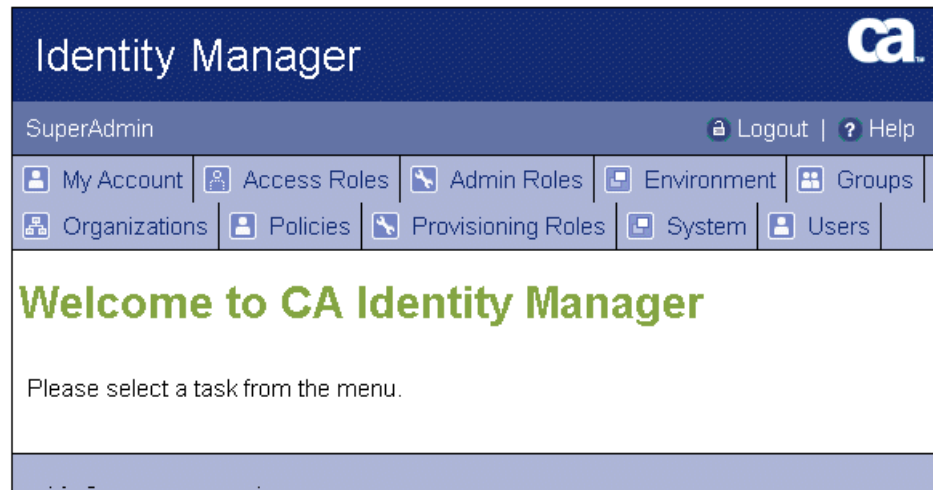 Identity Manager
ca™
SuperAdmin
Logout | ? Help
My Account Access Roles Admin Roles Environment Groups
Organizations Policies Provisioning Roles System Users
Welcome to CA Identity Manager
Please select a task from the menu.